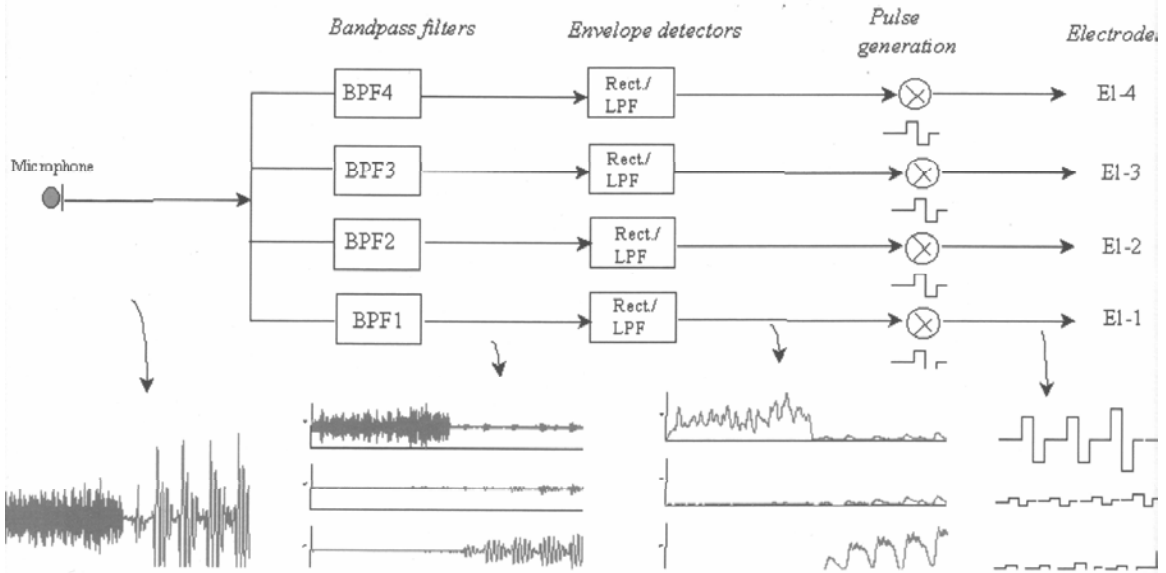 Bandpass filters
Envelope detectors
Pulse
generation
Electrodes
BPF4
Rect./
LPF
El-4
Microphone
BPF3
Rect./
LPF
El-3
BPF2
Rect./
LPF
El-2
BPF1
Rect./
LPF
El-1